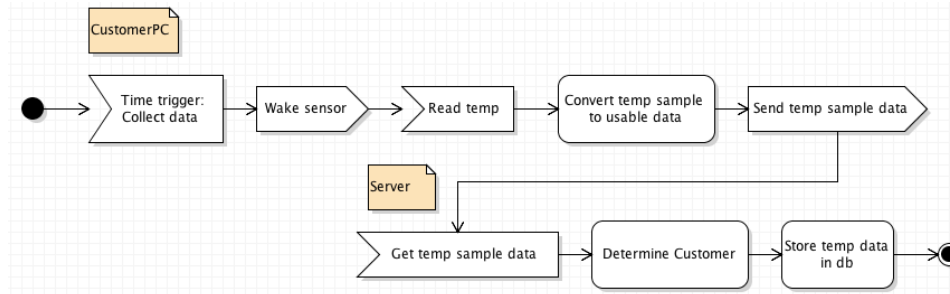 CustomerPC
Time trigger:
Collect data
Wake sensor
Read temp
Convert temp sample
to usable data
Send temp sample data
Server
Get temp sample data
Determine Customer
Store temp data
in db